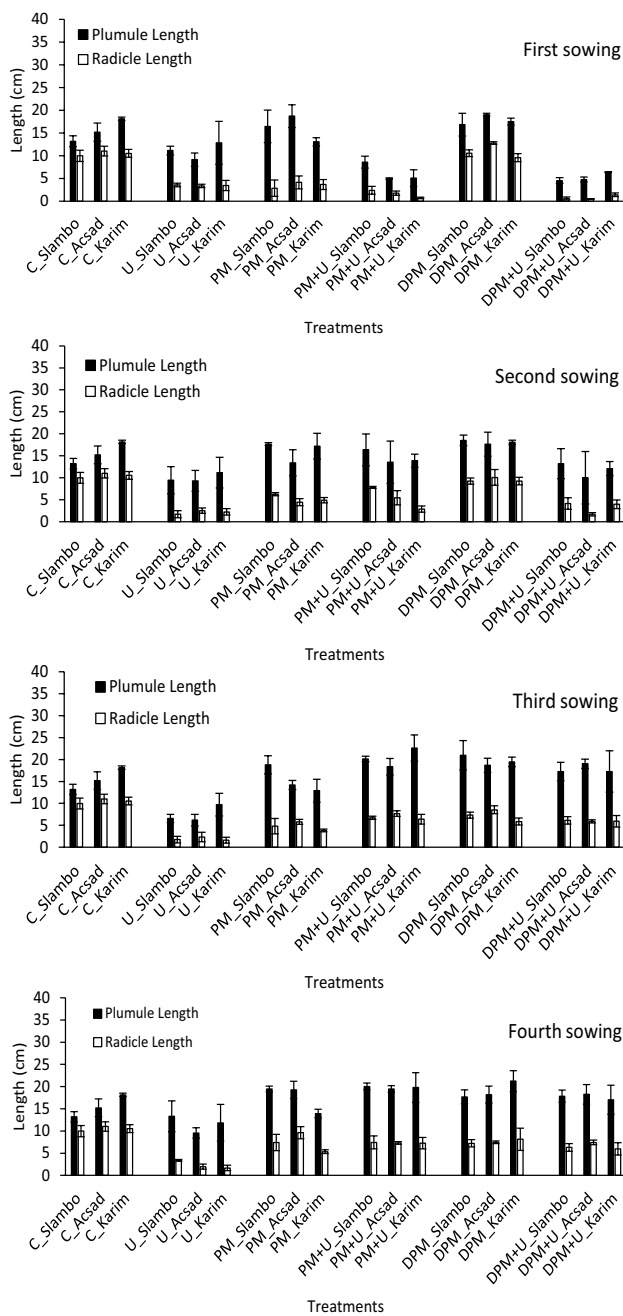 40
35
30
25
20
15
10
5
0
Length (cm)
Plumule Length
Radicle Length
First sowing
C_Slambo
C_Acsad
C_Karim
U_Slambo
U_Acsad
U_Karim
PM_Slambo
PM_Acsad
PM_Karim
PM+U_Slambo
PM+U_Acsad
PM+U_Karim
DPM_Slambo
DPM_Acsad
DPM_Karim
DPM+U_Slambo
DPM+U_Acsad
DPM+U_Karim
Treatments
40
35
30
25
20
15
10
5
0
Length (cm)
Plumule Length
Radicle Length
Second sowing
C_Slambo
C_Acsad
C_Karim
U_Slambo
U_Acsad
U_Karim
PM_Slambo
PM_Acsad
PM_Karim
PM+U_Slambo
PM+U_Acsad
PM+U_Karim
DPM_Slambo
DPM_Acsad
DPM_Karim
DPM+U_Slambo
DPM+U_Acsad
DPM+U_Karim
Treatments
40
35
30
25
20
15
10
5
0
Length (cm)
Plumule Length
Radicle Length
Third sowing
C_Slambo
C_Acsad
C_Karim
U_Slambo
U_Acsad
U_Karim
PM_Slambo
PM_Acsad
PM_Karim
PM+U_Slambo
PM+U_Acsad
PM+U_Karim
DPM_Slambo
DPM_Acsad
DPM_Karim
DPM+U_Slambo
DPM+U_Acsad
DPM+U_Karim
Treatments
40
35
30
25
20
15
10
5
0
Length (cm)
Plumule Length
Radicle Length
Fourth sowing
C_Slambo
C_Acsad
C_Karim
U_Slambo
U_Acsad
U_Karim
PM_Slambo
PM_Acsad
PM_Karim
PM+U_Slambo
PM+U_Acsad
PM+U_Karim
DPM_Slambo
DPM_Acsad
DPM_Karim
DPM+U_Slambo
DPM+U_Acsad
DPM+U_Karim
Treatments